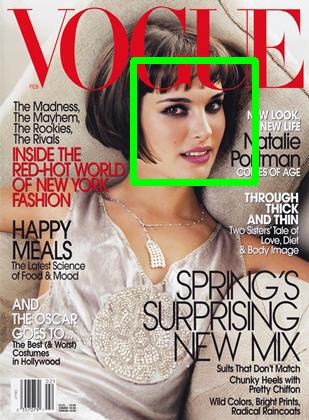 VOGUE
FEB
The Madness,
The Mayhem,
The Rookies,
The Rivals
INSIDE THE
RED-HOT WORLD
OF NEW YORK
FASHION
HAPPY
MEALS
The Latest Science
of Food & Mood
AND
THE OSCAR
GOES TO...
The Best (& Worst)
Costumes
in Hollywood
NEW LOOK,
NEW LIFE
Natalie
Portman
COMES OF AGE
THROUGH
THICK
AND THIN
Two Sisters' Tale of
Love, Diet
& Body Image
SPRING'S
SURPRISING
NEW MIX
Suits That Don't Match
Chunky Heels with
Pretty Chiffon
Wild Colors, Bright Prints,
Radical Raincoats